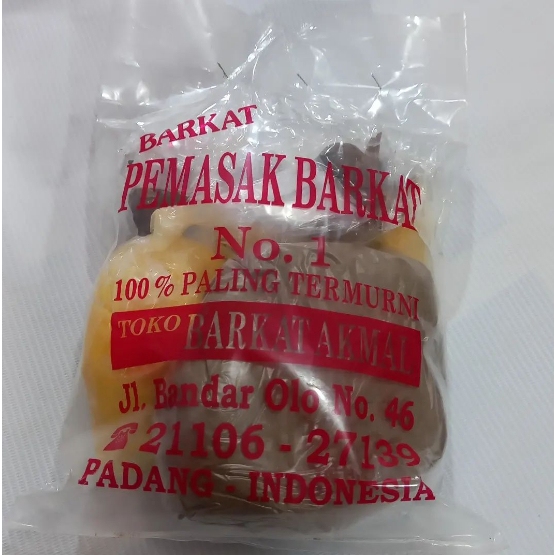 BARKAT
PEMASAK BARKAT
No. 1
100 % PALING TERMURNI
TOKO BARKAT AKMAL
Jl. Bandar Olo No. 46
☎ 21106 - 27139
PADANG - INDONESIA